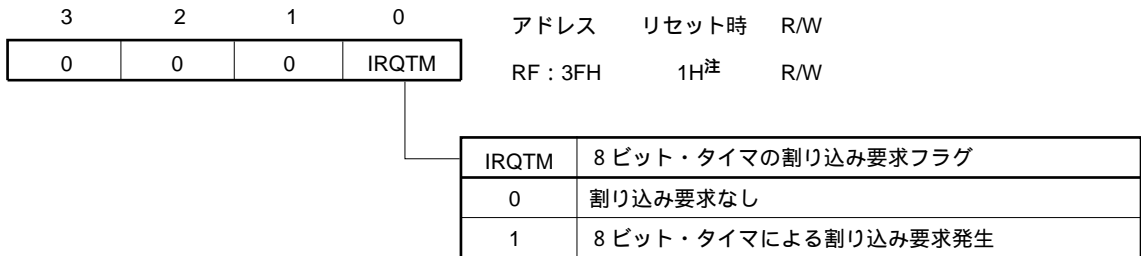 3 2 1 0 アドレス リセット時 R/W
0 0 0 IRQTM RF：3FH 1H注 R/W
IRQTM 8ビット・タイマの割り込み要求フラグ
0 割り込み要求なし
1 8ビット・タイマによる割り込み要求発生